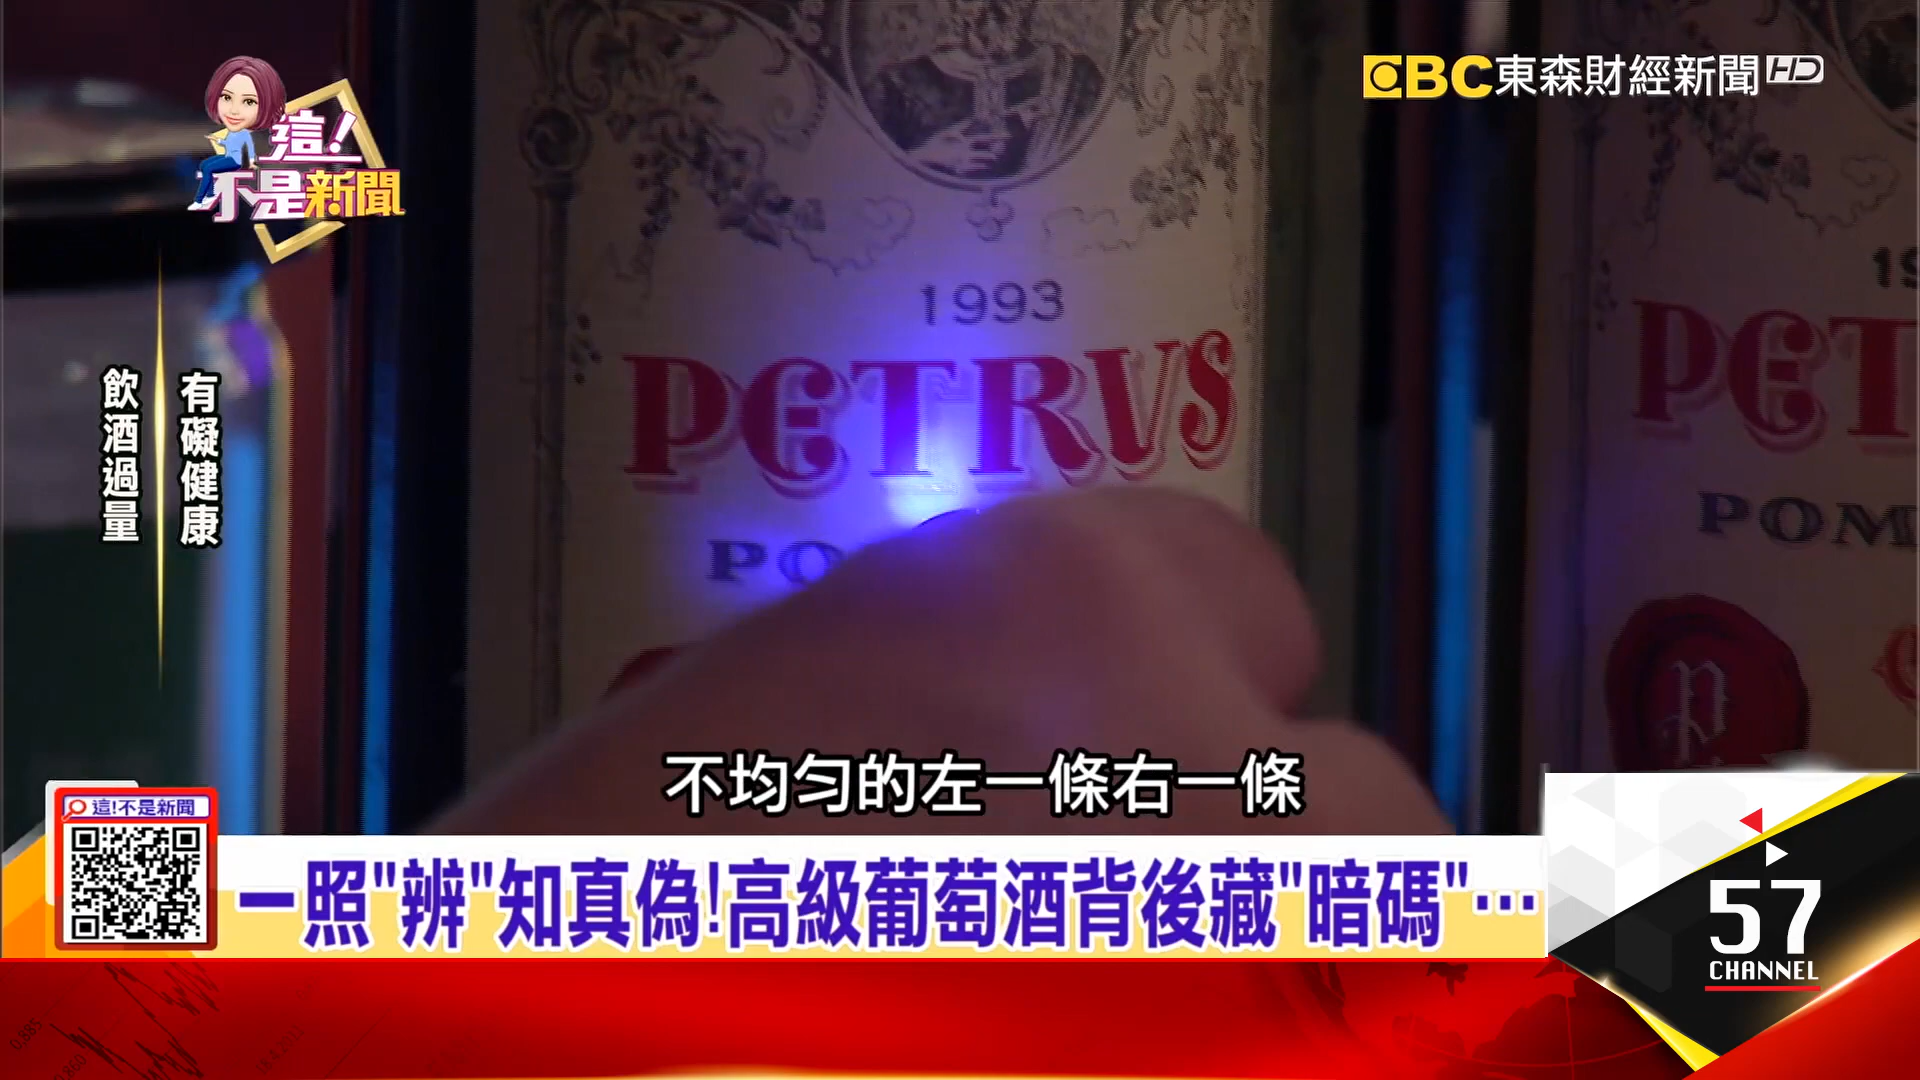 這!
不是新聞
EBC東森財經新聞HD
飲酒過量
有礙健康
1993
PETRVS
PO
19
PET
POM
P
不均勻的左一條右一條
這!不是新聞
一照"辨"知真偽!高級葡萄酒背後藏"暗碼"…
57
CHANNEL